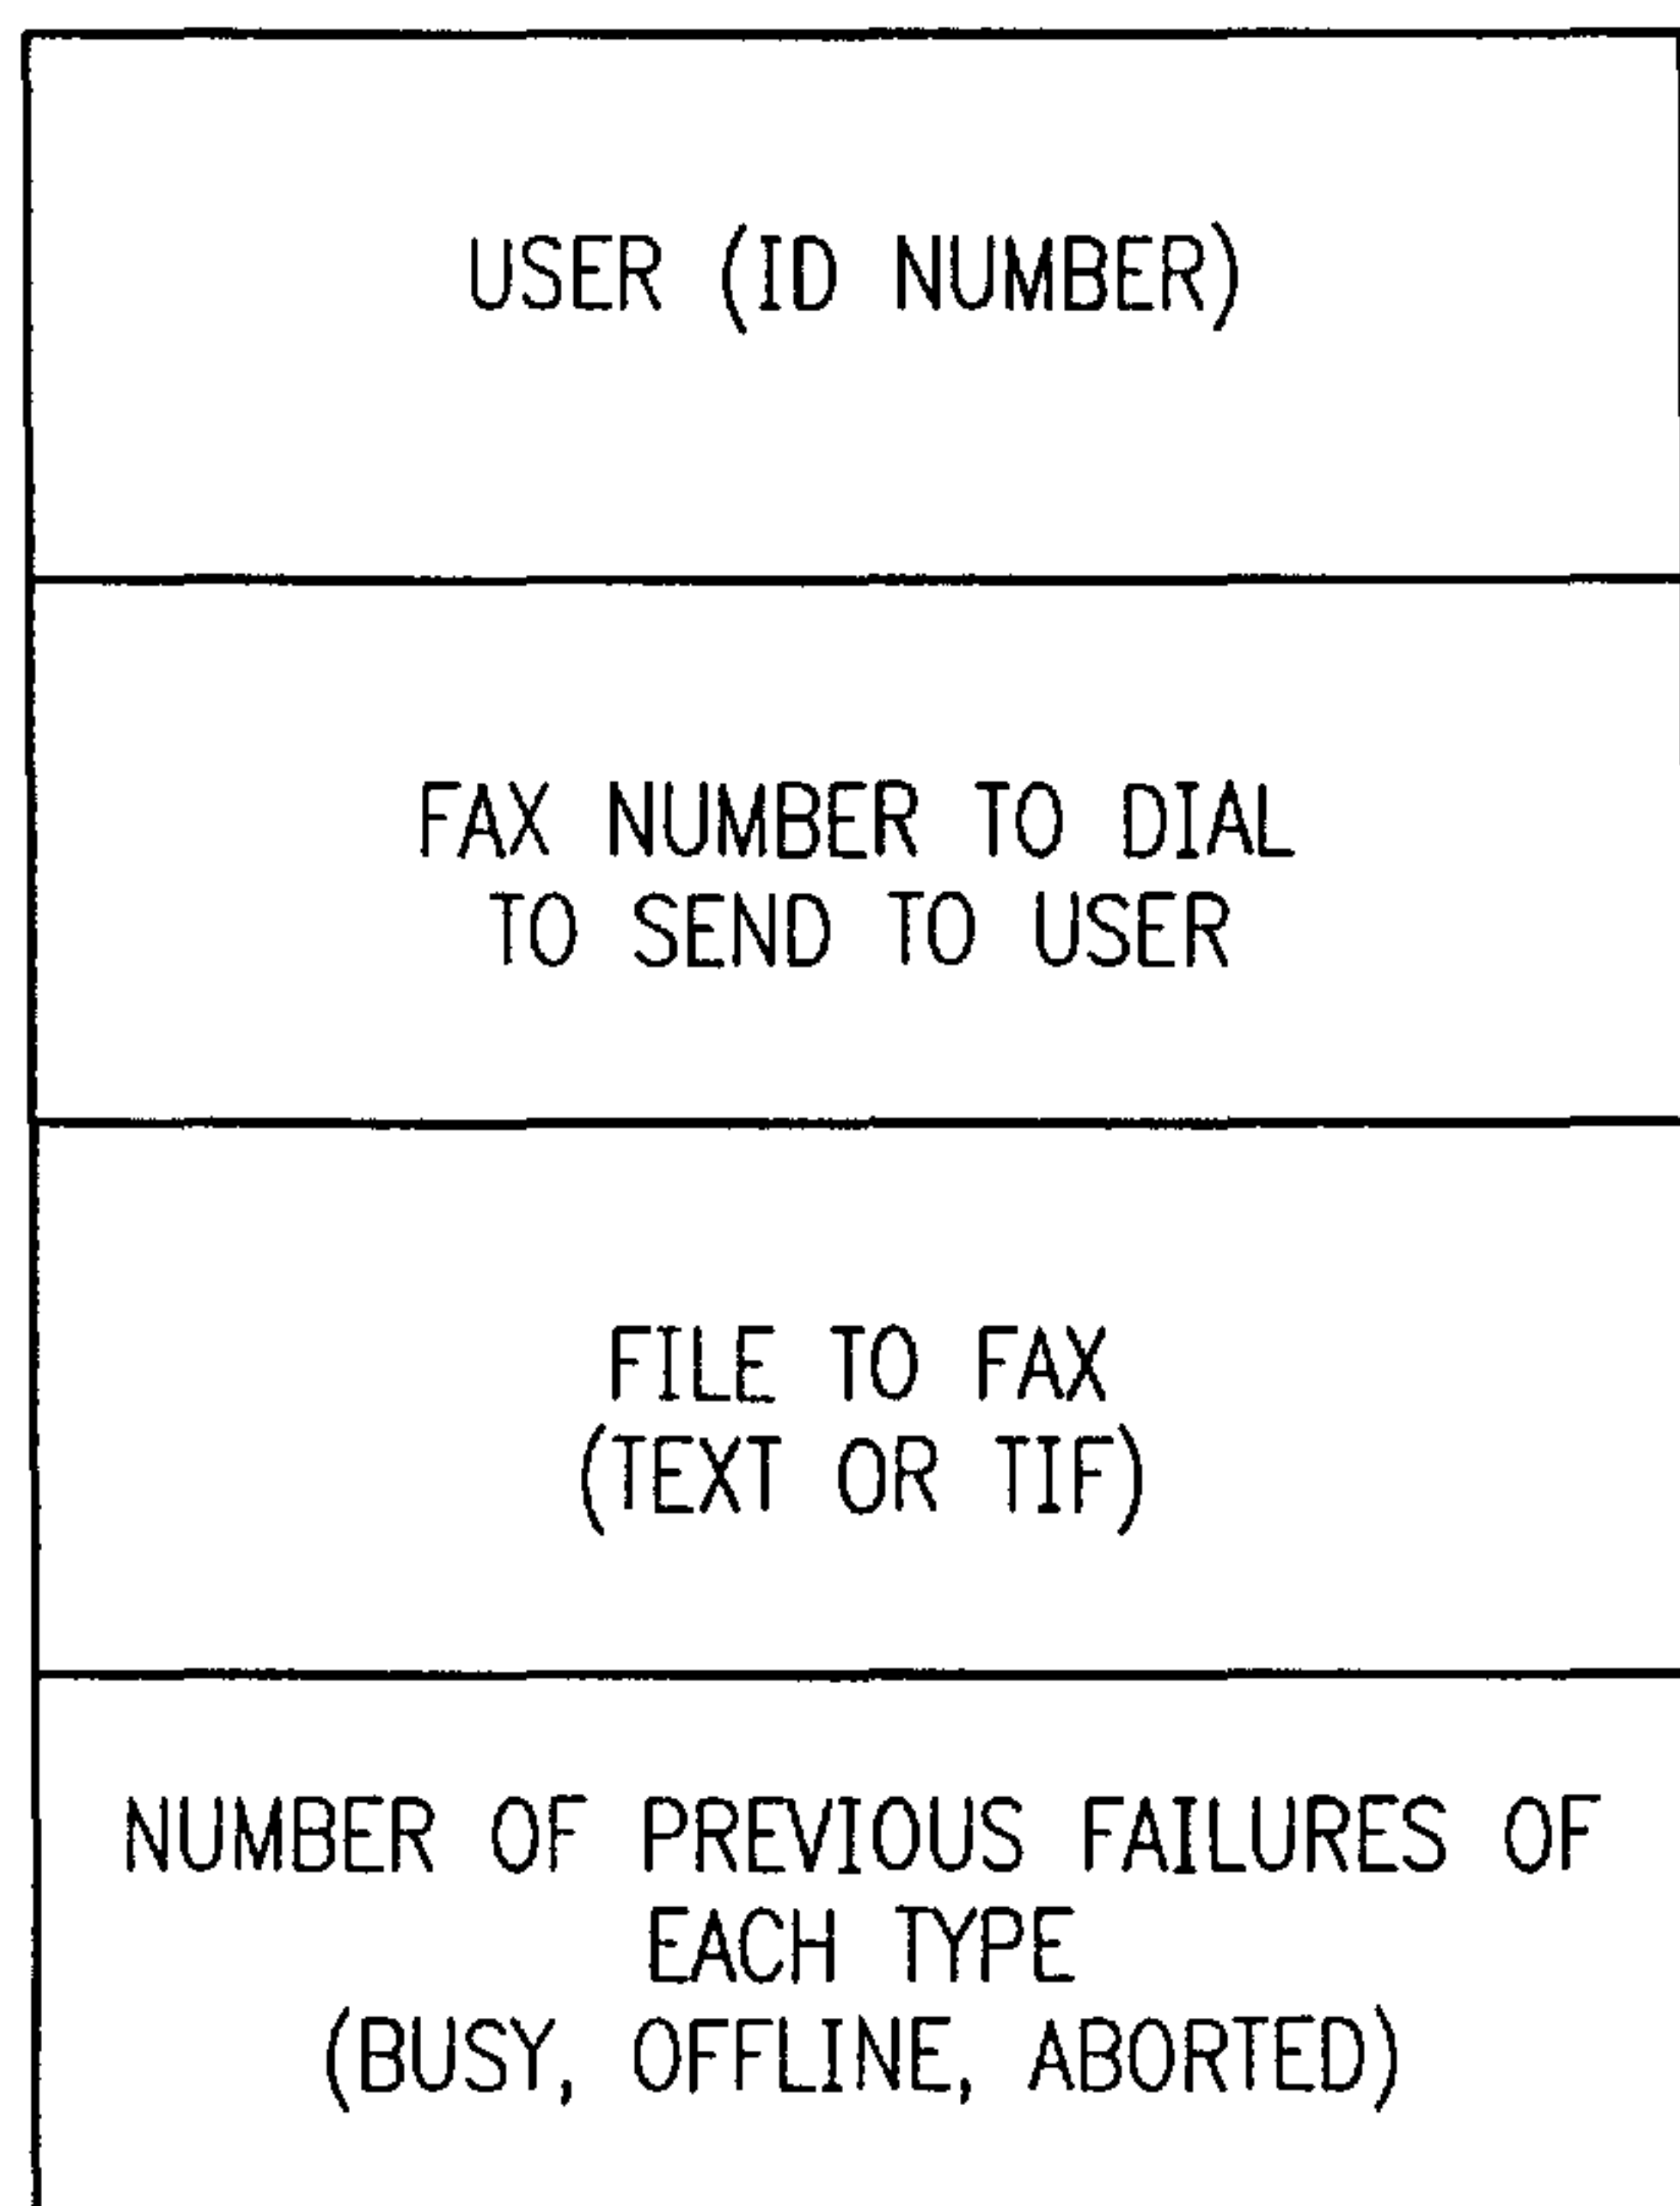 USER (ID NUMBER)
FAX NUMBER TO DIAL
TO SEND TO USER
FILE TO FAX
(TEXT OR TIF)
NUMBER OF PREVIOUS FAILURES OF
EACH TYPE
(BUSY, OFFLINE, ABORTED)